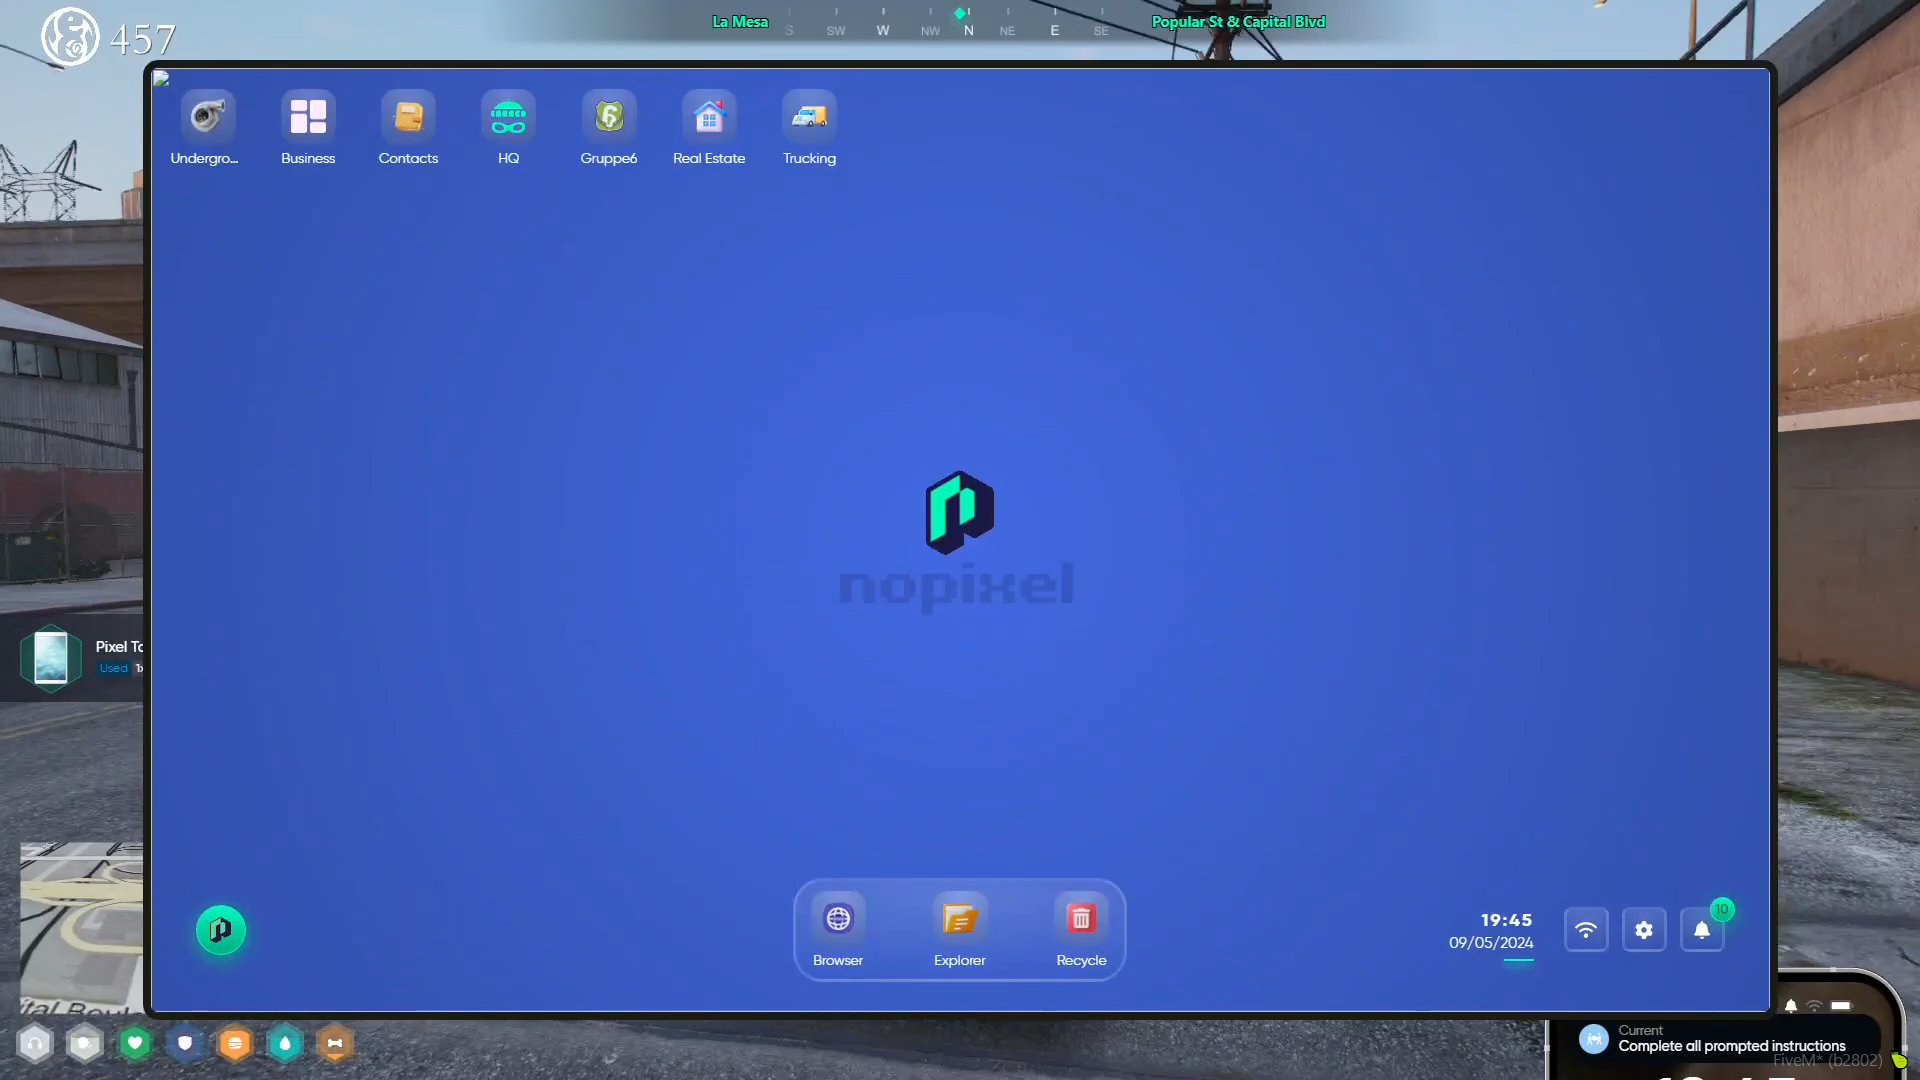 457
La Mesa
S SW W NW N NE E SE
Popular St & Capital Blvd
Undergro...
Business
Contacts
HQ
Gruppe6
Real Estate
Trucking
nopixel
Pixel
Used
Browser
Explorer
Recycle
19:45
09/05/2024
10
Current
Complete all prompted instructions
FiveM* (b2802)